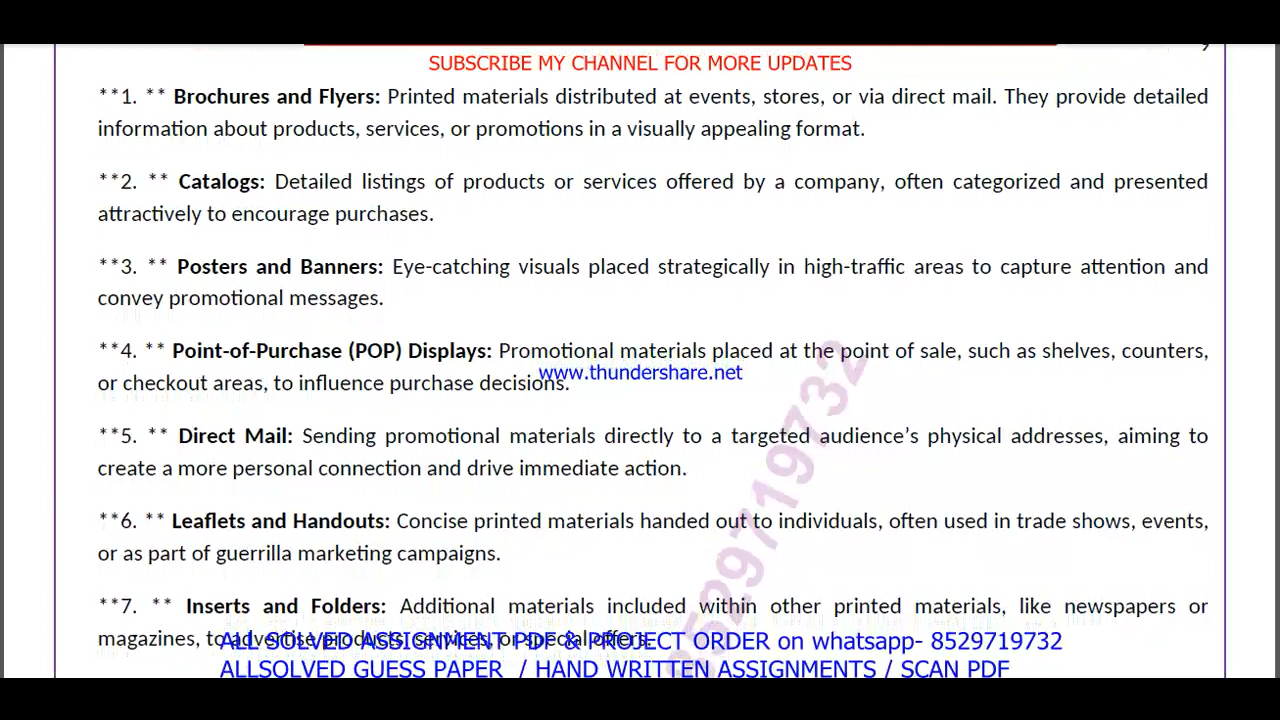 SUBSCRIBE MY CHANNEL FOR MORE UPDATES
**1. ** Brochures and Flyers: Printed materials distributed at events, stores, or via direct mail. They provide detailed
information about products, services, or promotions in a visually appealing format.
**2. ** Catalogs: Detailed listings of products or services offered by a company, often categorized and presented
attractively to encourage purchases.
**3. ** Posters and Banners: Eye-catching visuals placed strategically in high-traffic areas to capture attention and
convey promotional messages.
**4. ** Point-of-Purchase (POP) Displays: Promotional materials placed at the point of sale, such as shelves, counters,
or checkout areas, to influence purchase decisions.
www.thundershare.net
**5. ** Direct Mail: Sending promotional materials directly to a targeted audience’s physical addresses, aiming to
create a more personal connection and drive immediate action.
**6. ** Leaflets and Handouts: Concise printed materials handed out to individuals, often used in trade shows, events,
or as part of guerrilla marketing campaigns.
**7. ** Inserts and Folders: Additional materials included within other printed materials, like newspapers or
magazines, to advertise products, services, or special offers.
ALL SOLVED ASSIGNMENT PDF & PROJECT ORDER on whatsapp- 8529719732
ALLSOLVED GUESS PAPER / HAND WRITTEN ASSIGNMENTS / SCAN PDF
8529719732